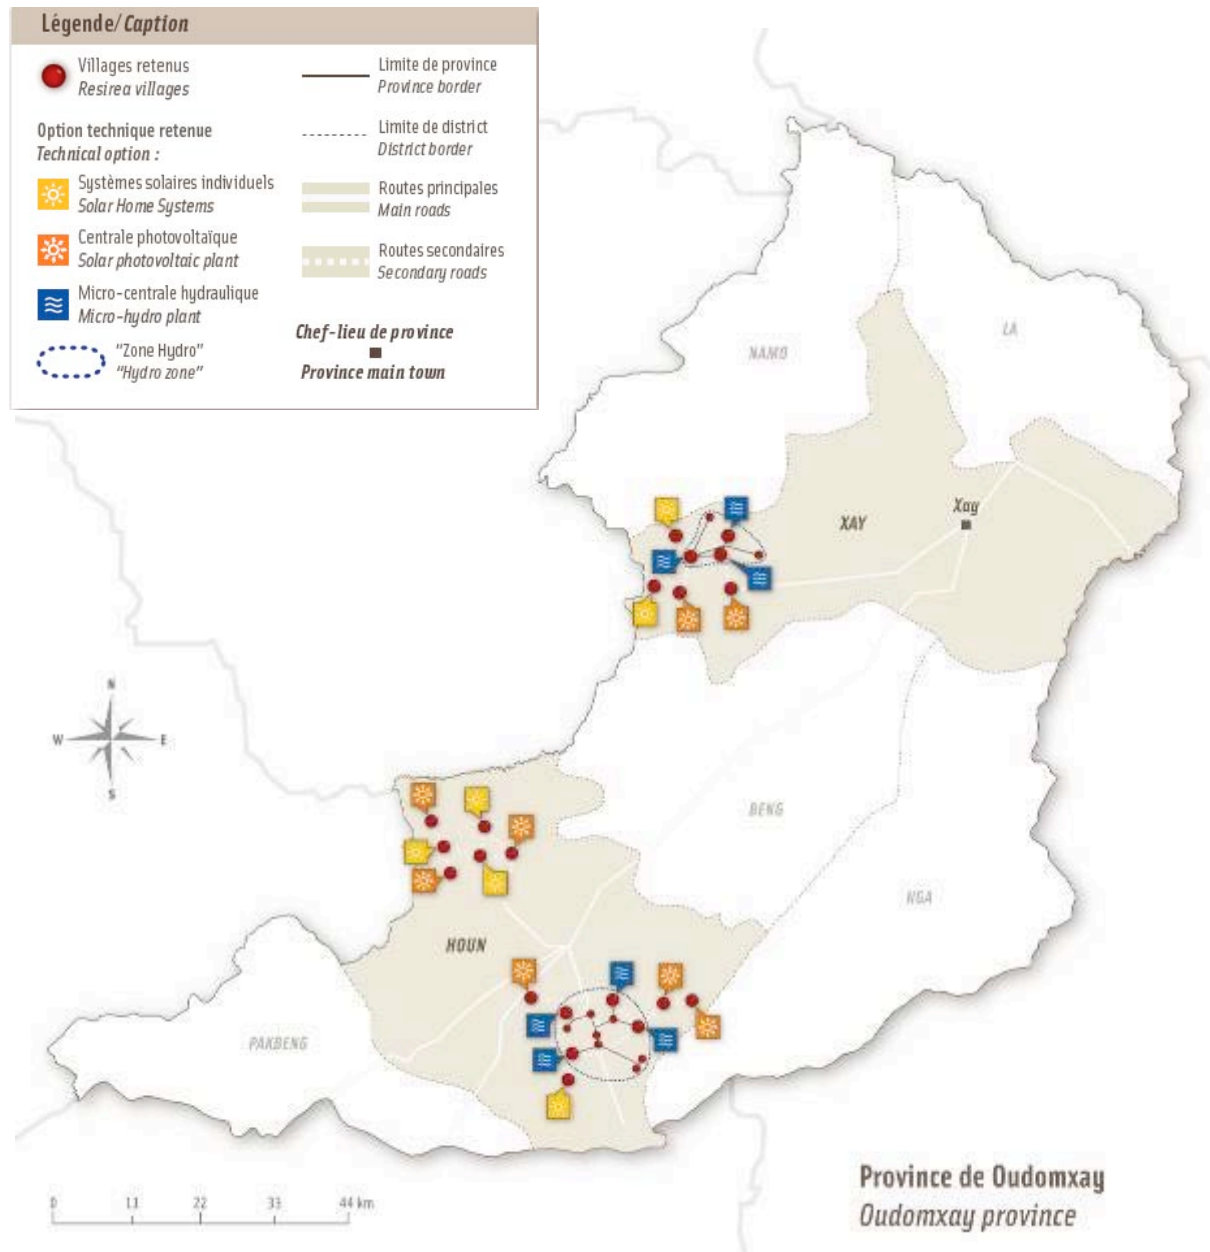 Légende/Caption
Villages retenus
Resirea villages
Option technique retenue
Technical option :
Systèmes solaires individuels
Solar Home Systems
Centrale photovoltaïque
Solar photovoltaic plant
Micro-centrale hydraulique
Micro-hydro plant
“Zone Hydro”
“Hydro zone”
Limite de province
Province border
Limite de district
District border
Routes principales
Main roads
Routes secondaires
Secondary roads
Chef-lieu de province
Province main town
NAMO
LA
XAY
Xay
N
W
E
S
BENG
NGA
HOUN
PAKBENG
0 11 22 33 44 km
Province de Oudomxay
Oudomxay province